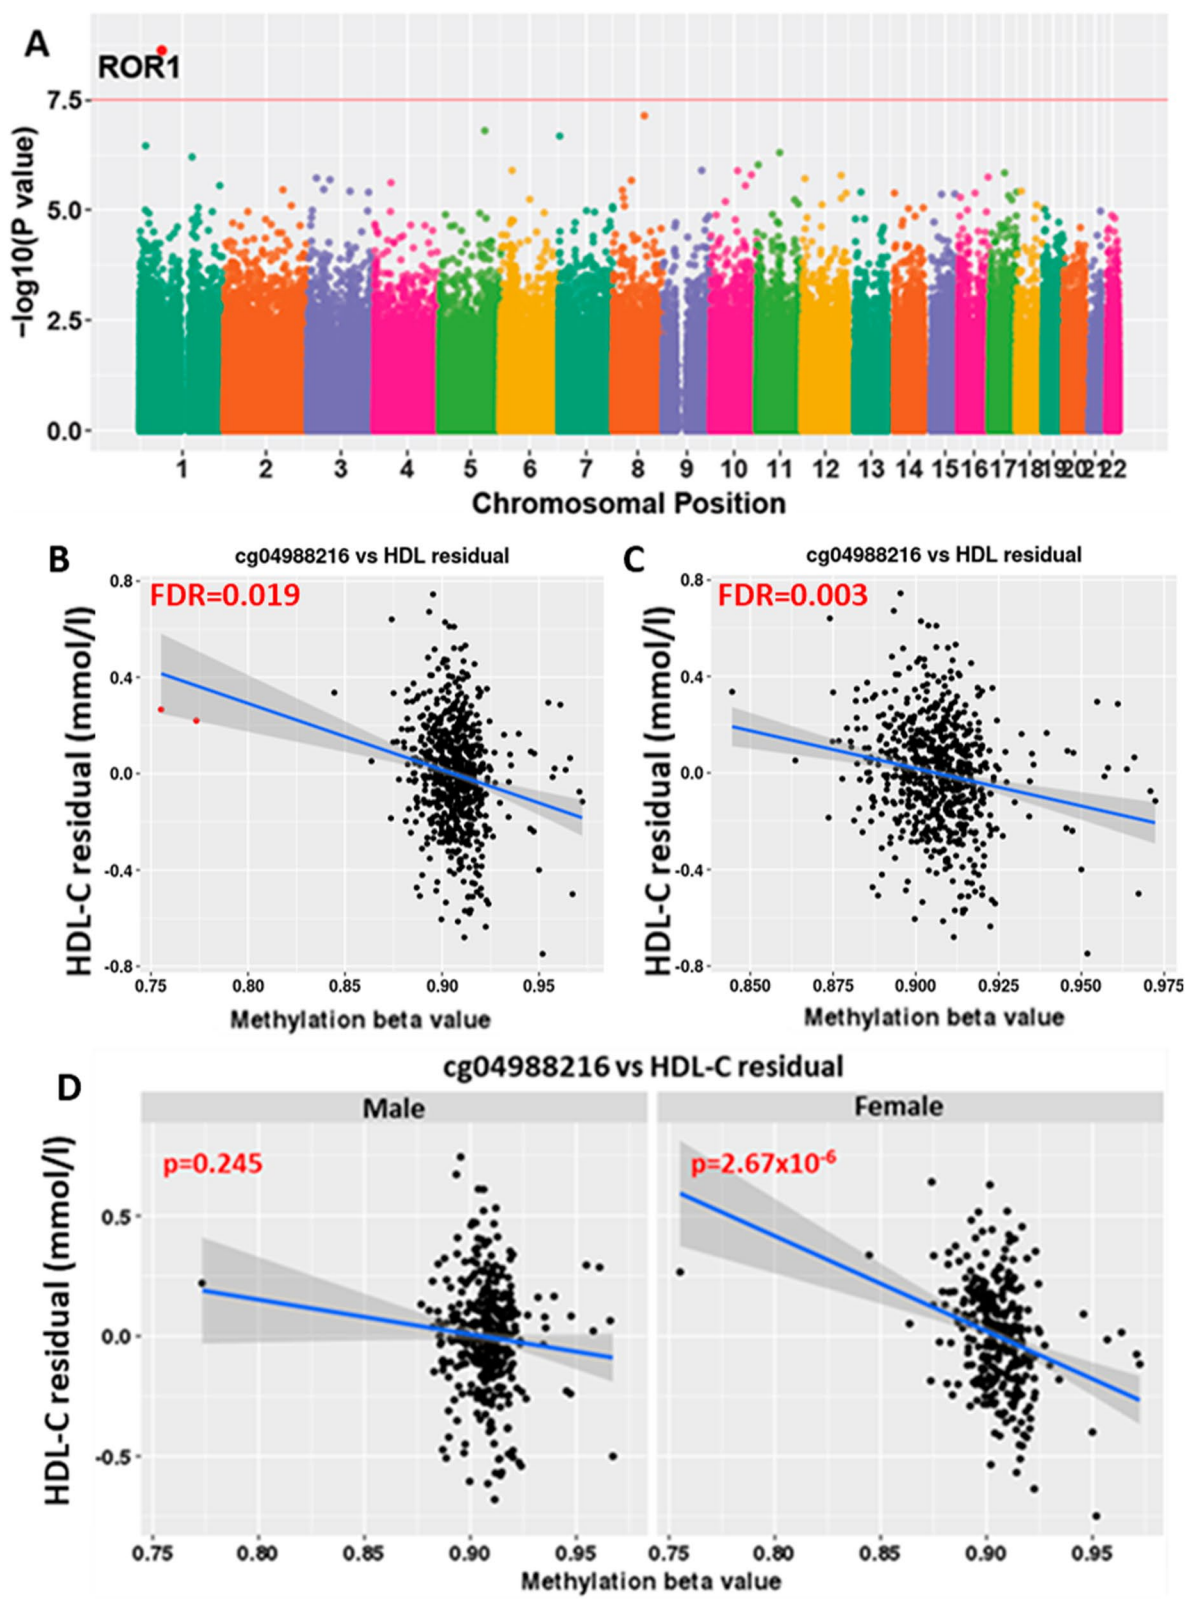 A
ROR1
7.5
5.0
2.5
0.0
−log10(P value)
1 2 3 4 5 6 7 8 9 10 11 12 13 14 15 16 17 18 19 20 21 22
Chromosomal Position
B
cg04988216 vs HDL residual
FDR=0.019
0.8
0.4
0.0
-0.4
-0.8
HDL-C residual (mmol/l)
0.75 0.80 0.85 0.90 0.95
Methylation beta value
C
cg04988216 vs HDL residual
FDR=0.003
0.8
0.4
0.0
-0.4
-0.8
HDL-C residual (mmol/l)
0.850 0.875 0.900 0.925 0.950 0.975
Methylation beta value
D
cg04988216 vs HDL-C residual
Male Female
p=0.245 p=2.67x10⁻⁶
0.5
0.0
-0.5
HDL-C residual (mmol/l)
0.75 0.80 0.85 0.90 0.95 0.75 0.80 0.85 0.90 0.95
Methylation beta value